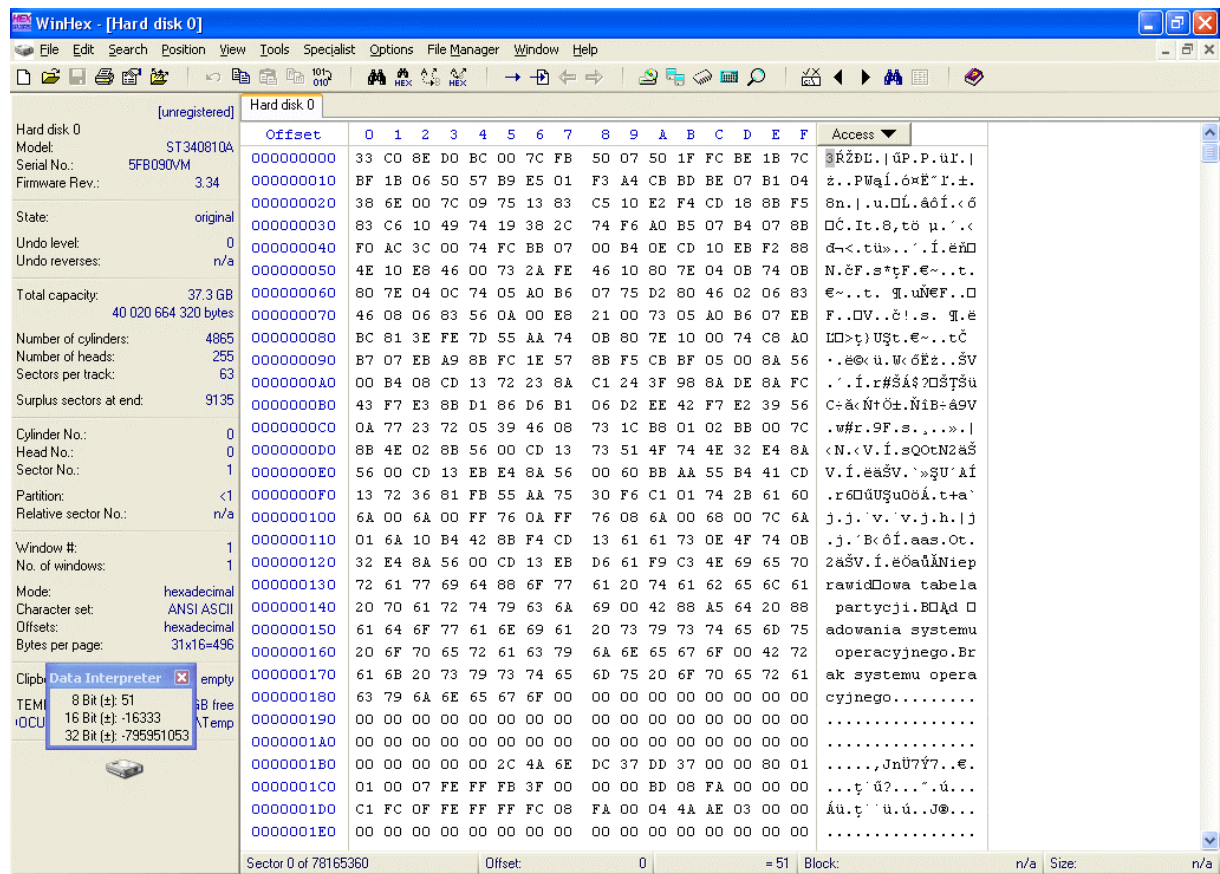 WinHex - [Hard disk 0]
File Edit Search Position View Tools Specialist Options File Manager Window Help
[unregistered]
Hard disk 0
Model: ST340810A
Serial No.: 5FB090VM
Firmware Rev.: 3.34
State: original
Undo level: 0
Undo reverses: n/a
Total capacity: 37.3 GB
40 020 664 320 bytes
Number of cylinders: 4865
Number of heads: 255
Sectors per track: 63
Surplus sectors at end: 9135
Cylinder No.: 0
Head No.: 0
Sector No.: 1
Partition: <1
Relative sector No.: n/a
Window #: 1
No. of windows: 1
Mode: hexadecimal
Character set: ANSI ASCII
Offsets: hexadecimal
Bytes per page: 31x16=496
empty
GB free
\Temp
Data Interpreter
8 Bit (±): 51
16 Bit (±): -16333
32 Bit (±): -795951053
Hard disk 0
Offset 0 1 2 3 4 5 6 7 8 9 A B C D E F Access
000000000 33 C0 8E D0 BC 00 7C FB 50 07 50 1F FC BE 1B 7C
000000010 BF 1B 06 50 57 B9 E5 01 F3 A4 CB BD BE 07 B1 04
000000020 38 6E 00 7C 09 75 13 83 C5 10 E2 F4 CD 18 8B F5
000000030 83 C6 10 49 74 19 38 2C 74 F6 A0 B5 07 B4 07 8B
000000040 F0 AC 3C 00 74 FC BB 07 00 B4 0E CD 10 EB F2 88
000000050 4E 10 E8 46 00 73 2A FE 46 10 80 7E 04 0B 74 0B
000000060 80 7E 04 0C 74 05 A0 B6 07 75 D2 80 46 02 06 83
000000070 46 08 06 83 56 0A 00 E8 21 00 73 05 A0 B6 07 EB
000000080 BC 81 3E FE 7D 55 AA 74 0B 80 7E 10 00 74 C8 A0
000000090 B7 07 EB A9 8B FC 1E 57 8B F5 CB BF 05 00 8A 56
0000000A0 00 B4 08 CD 13 72 23 8A C1 24 3F 98 8A DE 8A FC
0000000B0 43 F7 E3 8B D1 86 D6 B1 06 D2 EE 42 F7 E2 39 56
0000000C0 0A 77 23 72 05 39 46 08 73 1C B8 01 02 BB 00 7C
0000000D0 8B 4E 02 8B 56 00 CD 13 73 51 4F 74 4E 32 E4 8A
0000000E0 56 00 CD 13 EB E4 8A 56 00 60 BB AA 55 B4 41 CD
0000000F0 13 72 36 81 FB 55 AA 75 30 F6 C1 01 74 2B 61 60
000000100 6A 00 6A 00 FF 76 0A FF 76 08 6A 00 68 00 7C 6A
000000110 01 6A 10 B4 42 8B F4 CD 13 61 61 73 0E 4F 74 0B
000000120 32 E4 8A 56 00 CD 13 EB D6 61 F9 C3 4E 69 65 70
000000130 72 61 77 69 64 88 6F 77 61 20 74 61 62 65 6C 61
000000140 20 70 61 72 74 79 63 6A 69 00 42 88 A5 64 20 88
000000150 61 64 6F 77 61 6E 69 61 20 73 79 73 74 65 6D 75 adowania systemu
000000160 20 6F 70 65 72 61 63 79 6A 6E 65 67 6F 00 42 72 operacyjnego.Br
000000170 61 6B 20 73 79 73 74 65 6D 75 20 6F 70 65 72 61 ak systemu opera
000000180 63 79 6A 6E 65 67 6F 00 00 00 00 00 00 00 00 00 cyjnego.........
000000190 00 00 00 00 00 00 00 00 00 00 00 00 00 00 00 00 ................
0000001A0 00 00 00 00 00 00 00 00 00 00 00 00 00 00 00 00 ................
0000001B0 00 00 00 00 00 2C 4A 6E DC 37 DD 37 00 00 80 01 .....,JnÜ7Ý7..€.
0000001C0 01 00 07 FE FF FB 3F 00 00 00 BD 08 FA 00 00 00
0000001D0 C1 FC 0F FE FF FF FC 08 FA 00 04 4A AE 03 00 00
0000001E0 00 00 00 00 00 00 00 00 00 00 00 00 00 00 00 00 ................
Sector 0 of 78165360 Offset: 0 = 51 Block: n/a Size: n/a